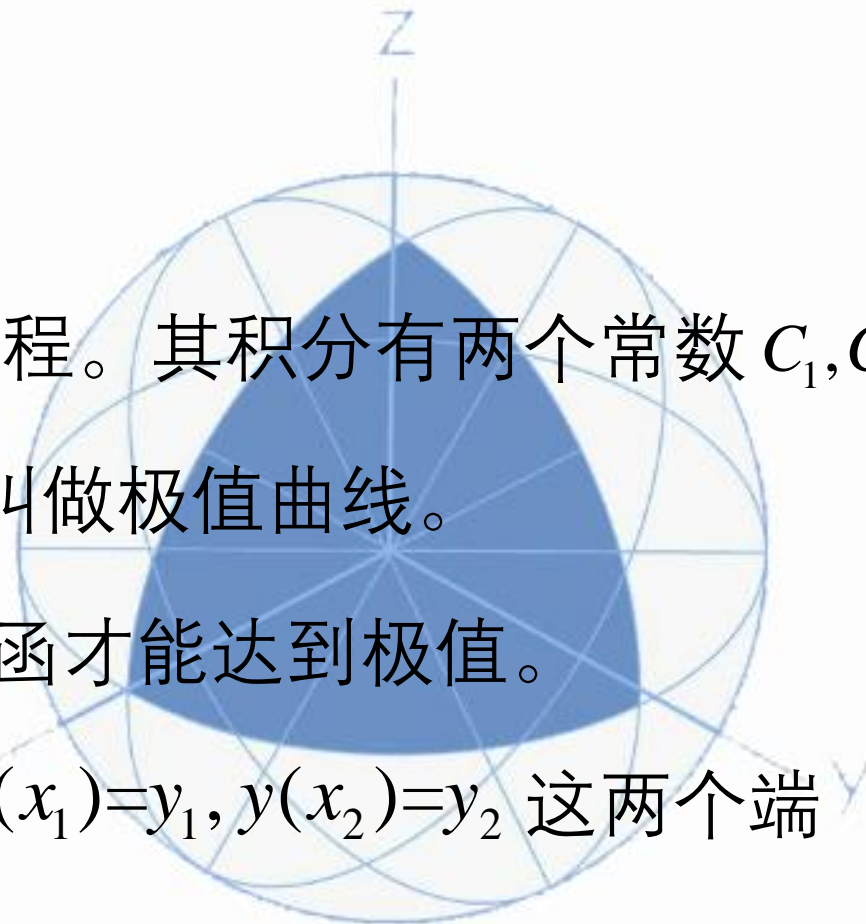 Z
程。其积分有两个常数 C₁,C
叫做极值曲线。
函才能达到极值。
(x₁)=y₁, y(x₂)=y₂ 这两个端
y